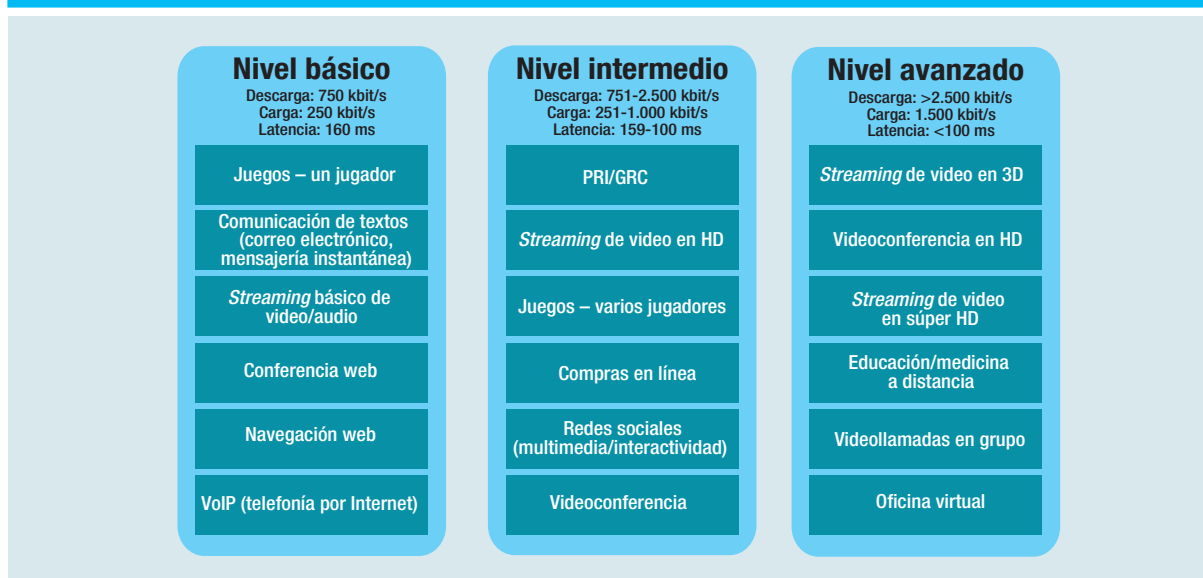 Nivel básico
Descarga: 750 kbit/s
Carga: 250 kbit/s
Latencia: 160 ms
Juegos – un jugador
Comunicación de textos
(correo electrónico,
mensajería instantánea)
Streaming básico de
video/audio
Conferencia web
Navegación web
VoIP (telefonía por Internet)
Nivel intermedio
Descarga: 751-2.500 kbit/s
Carga: 251-1.000 kbit/s
Latencia: 159-100 ms
PRI/GRC
Streaming de video en HD
Juegos – varios jugadores
Compras en línea
Redes sociales
(multimedia/interactividad)
Videoconferencia
Nivel avanzado
Descarga: >2.500 kbit/s
Carga: 1.500 kbit/s
Latencia: <100 ms
Streaming de video en 3D
Videoconferencia en HD
Streaming de video
en súper HD
Educación/medicina
a distancia
Videollamadas en grupo
Oficina virtual